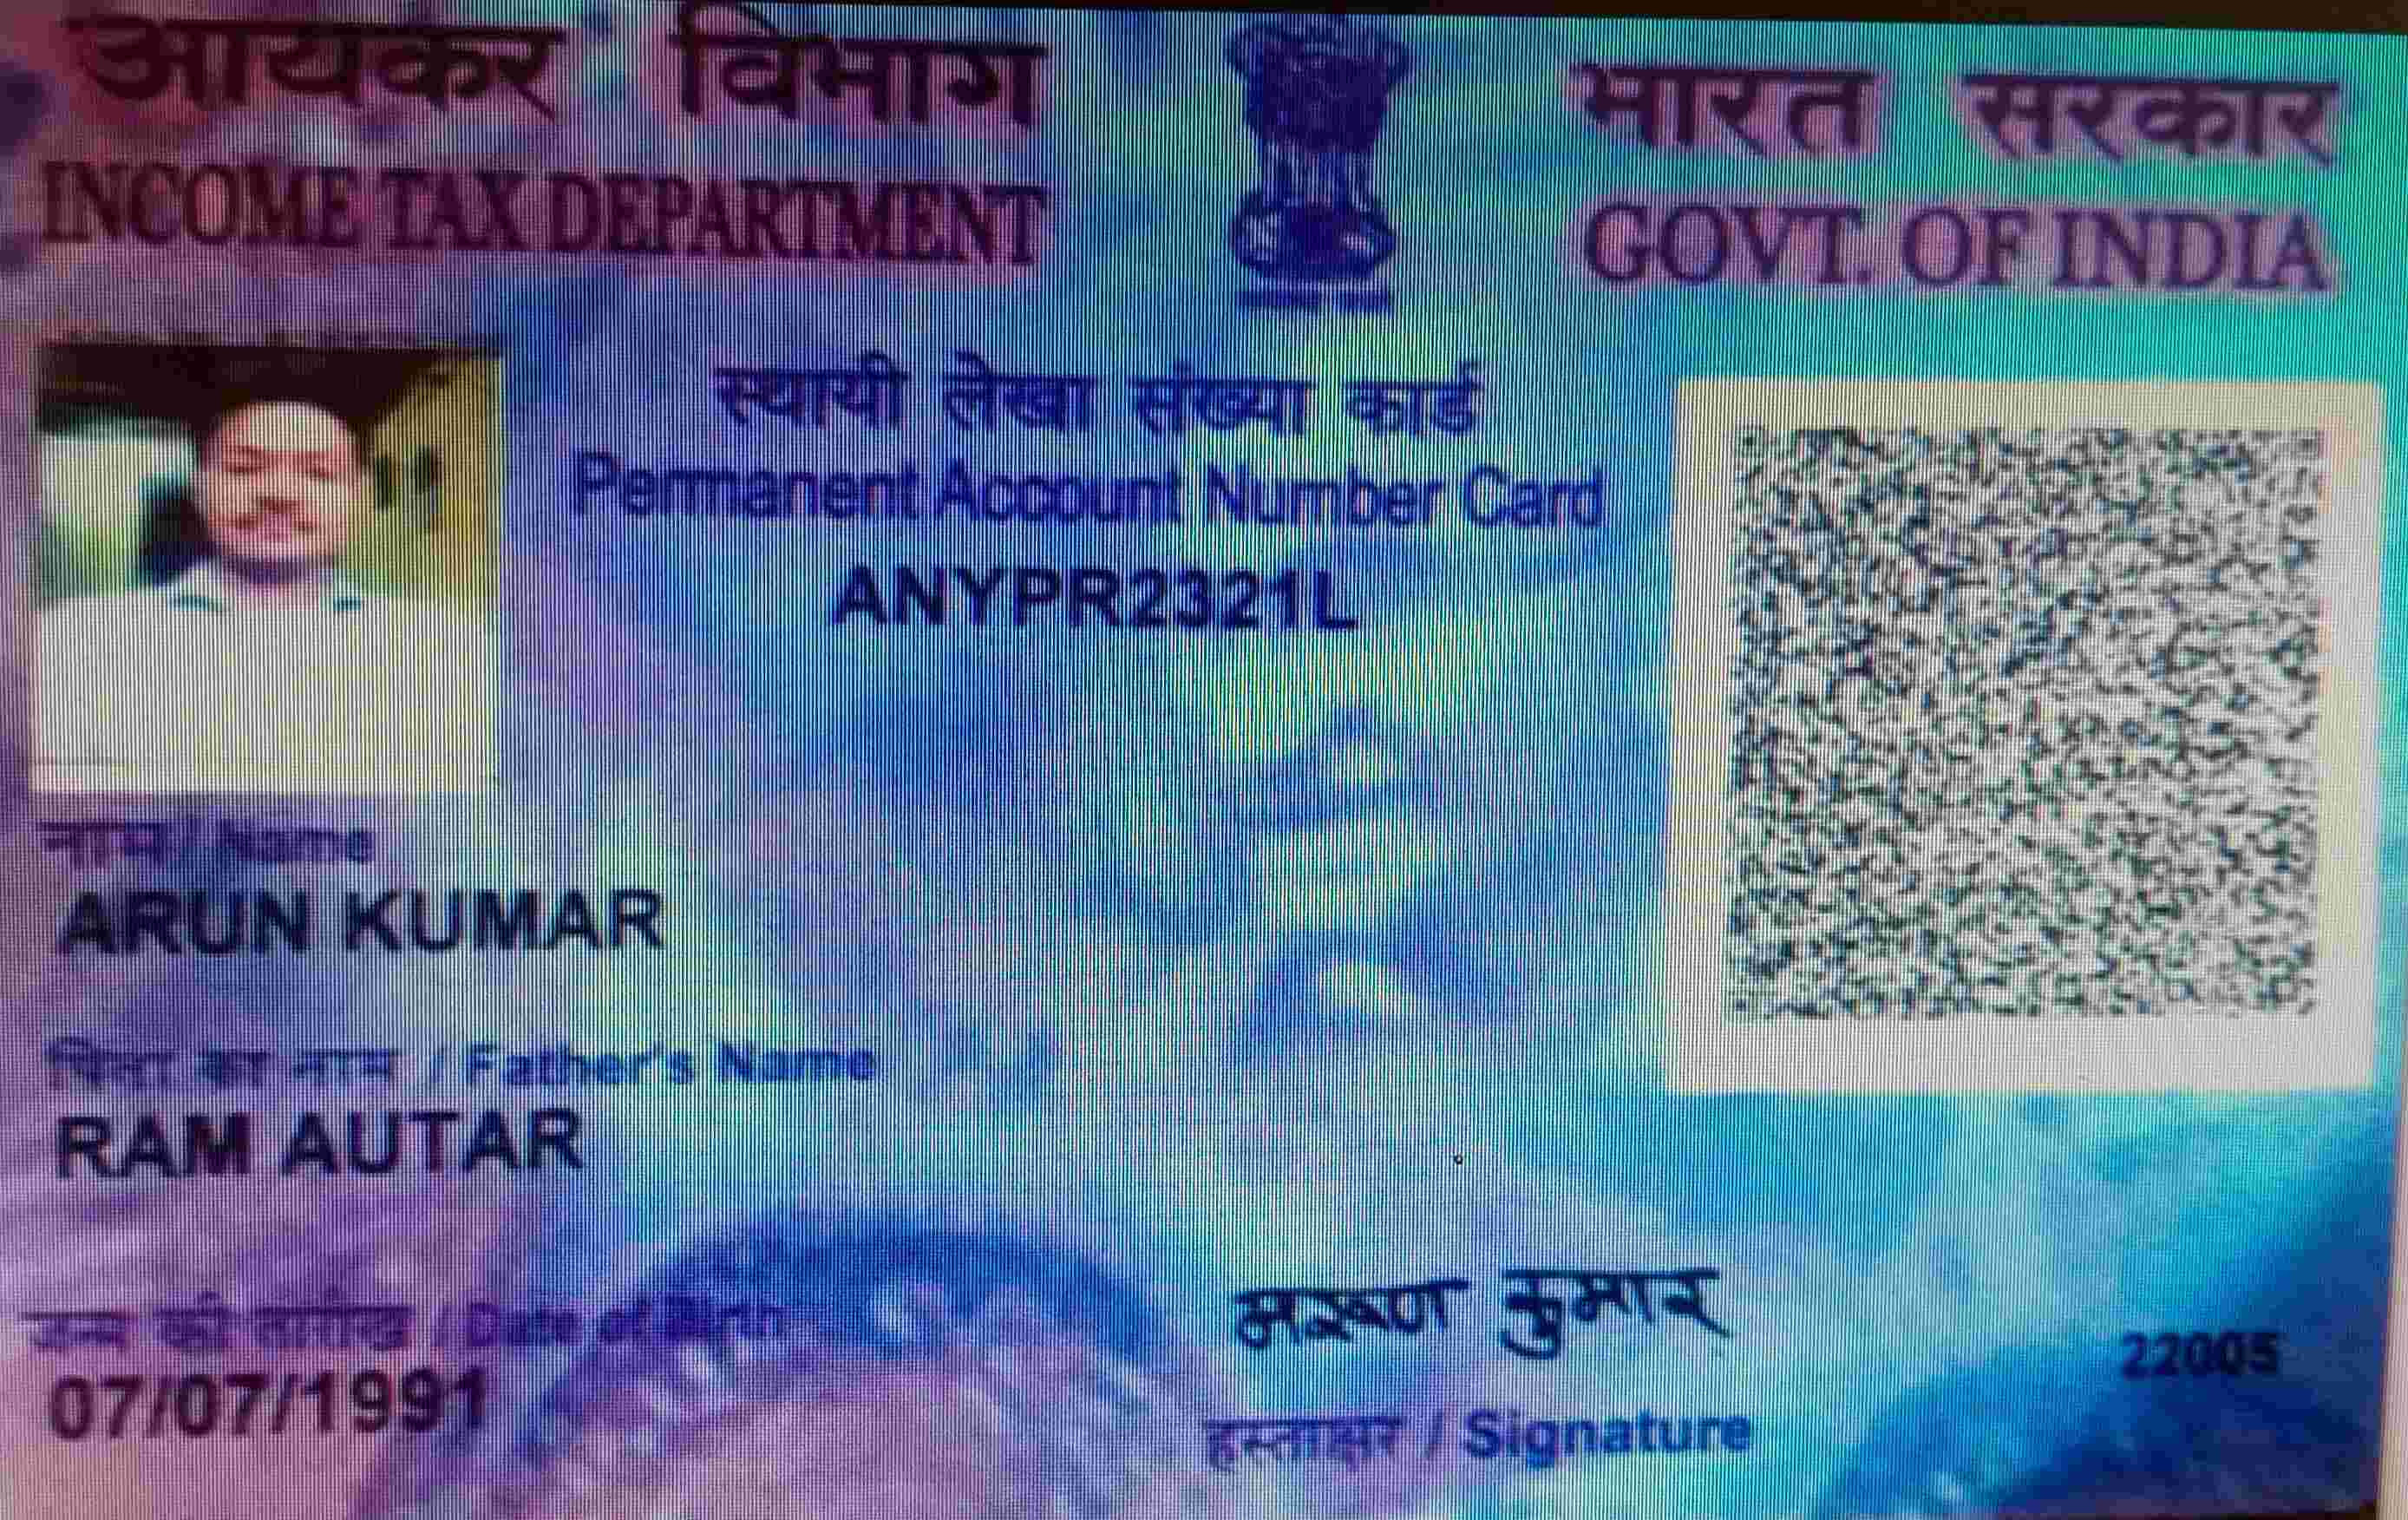 आयकर विभाग
INCOME TAX DEPARTMENT
भारत सरकार
GOVT. OF INDIA
स्थायी लेखा संख्या कार्ड
Permanent Account Number Card
ANYPR2321L
नाम / Name
ARUN KUMAR
पिता का नाम / Father's Name
RAM AUTAR
जन्म की तारीख / Date of Birth
07/07/1991
अरूण कुमार
हस्ताक्षर / Signature
22005